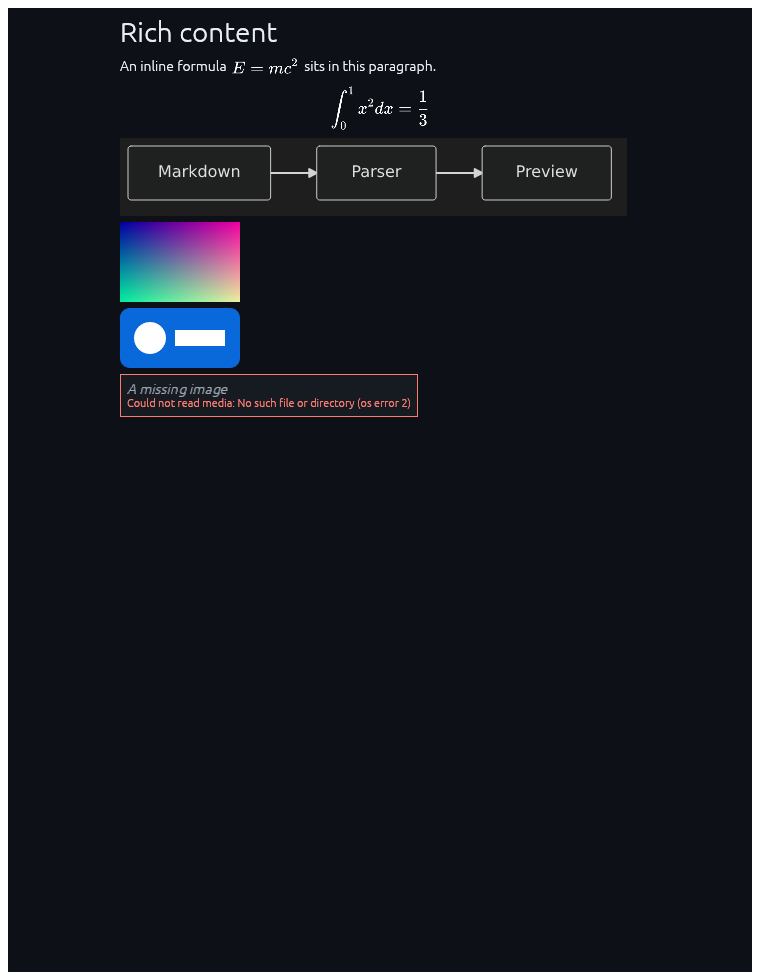 Rich content
An inline formula E = mc² sits in this paragraph.
∫₀¹ x²dx = 1/3
Markdown
Parser
Preview
A missing image
Could not read media: No such file or directory (os error 2)